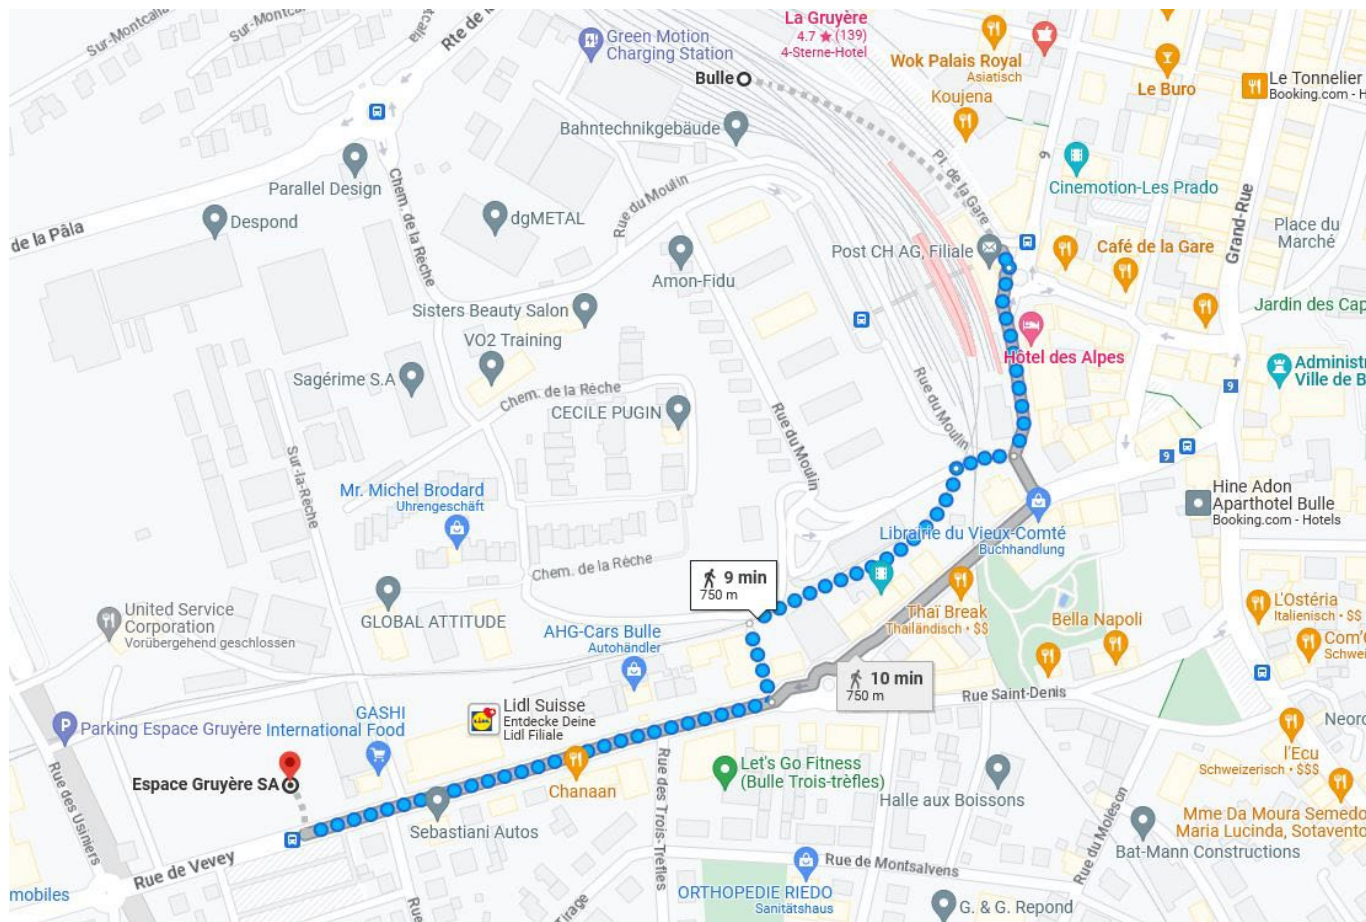 Sur-Montcalia
Sur-Montcalia
Rte de la
Green Motion
Charging Station
La Gruyère
4.7 ★ (139)
4-Sterne-Hotel
Bulle
Wok Palais Royal
Asiatisch
Koujena
Le Buro
Le Tonnelier
Booking.com - H
Bahntechnikgebäude
Parallel Design
Chem. de la Rèche
Despond
de la Pâla
dgMETAL
Rue du Moulin
Pl. de la Gare
9
Cinemotion-Les Prado
Grand-Rue
Place du
Marché
Post CH AG, Filiale
Café de la Gare
Amon-Fidu
Sisters Beauty Salon
VO2 Training
Jardin des Cap
Hôtel des Alpes
Administr
Ville de B
Sagérime S.A
Chem. de la Rèche
CECILE PUGIN
Rue du Moulin
Rue du Moulin
9
9
Sur-la-Rèche
Mr. Michel Brodard
Uhrengeschäft
Hine Adon
Aparthotel Bulle
Booking.com - Hotels
Librairie du Vieux-Comté
Buchhandlung
Chem. de la Rèche
9 min
750 m
GLOBAL ATTITUDE
United Service
Corporation
Vorübergehend geschlossen
AHG-Cars Bulle
Autohändler
Thaï Break
Thailändisch • $$
Bella Napoli
L'Ostéria
Italienisch • $$
Com'o
Schwei
10 min
750 m
Rue Saint-Denis
Lidl Suisse
Entdecke Deine
Lidl Filiale
P
Parking Espace Gruyère
GASHI
International Food
Neoro
l'Ecu
Schweizerisch • $$$
Espace Gruyère SA
Chanaan
Let's Go Fitness
(Bulle Trois-trèfles)
Halle aux Boissons
Rue des Usiniers
Rue des Trois-Trèfles
Sebastiani Autos
Rue du Moléson
Mme Da Moura Semedo
Maria Lucinda, Sotavento
Bat-Mann Constructions
Rue de Vevey
Rue de Montsalvens
mobiles
ORTHOPEDIE RIEDO
Sanitätshaus
G. & G. Repond
Rue
Tirage